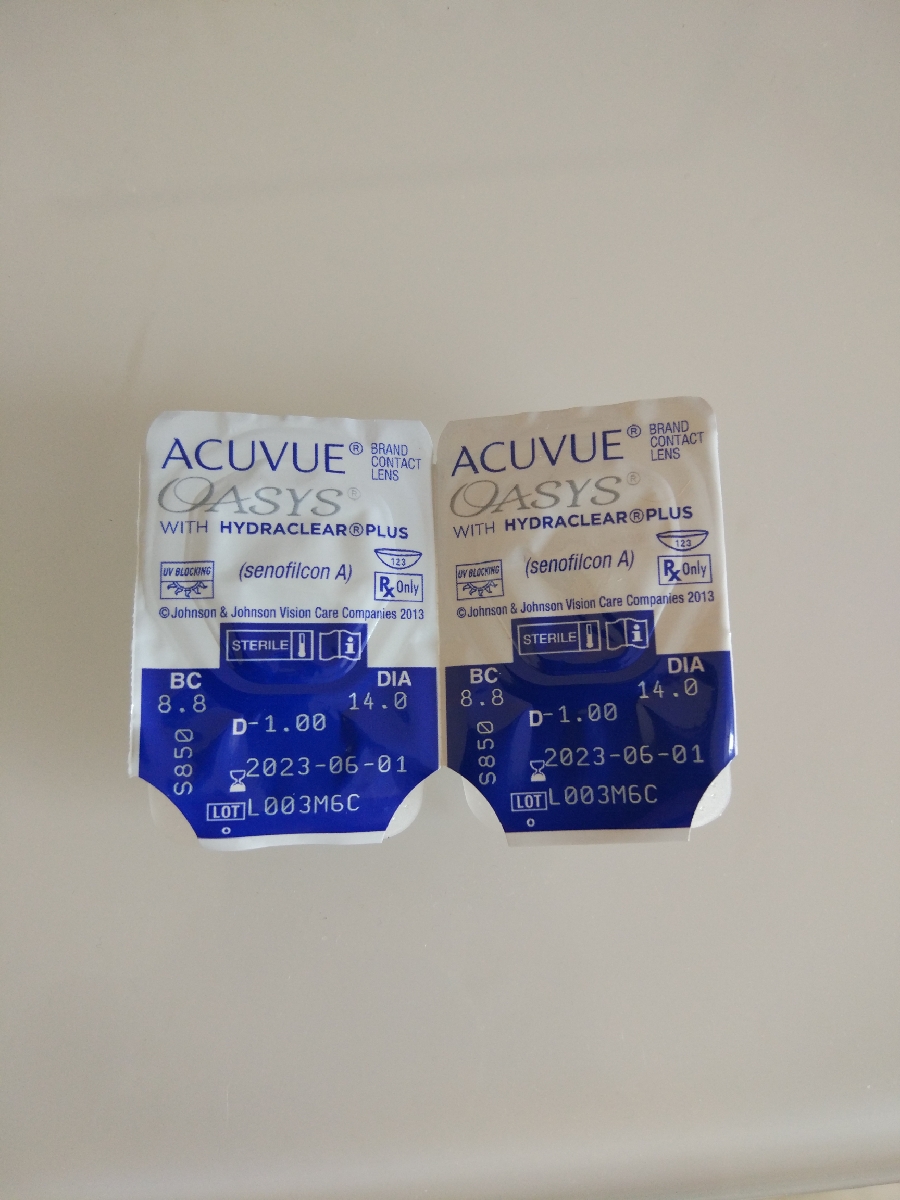 ACUVUE® BRAND
CONTACT
LENS
OASYS®
WITH HYDRACLEAR®PLUS
123
UV BLOCKING
(senofilcon A)
Rx Only
©Johnson & Johnson Vision Care Companies 2013
STERILE i
BC
8.8
DIA
14.0
D-1.00
S850
2023-06-01
LOT L003M6C
ACUVUE® BRAND
CONTACT
LENS
OASYS®
WITH HYDRACLEAR®PLUS
123
UV BLOCKING
(senofilcon A)
Rx Only
©Johnson & Johnson Vision Care Companies 2013
STERILE i
BC
8.8
DIA
14.0
D-1.00
S850
2023-06-01
LOT L003M6C